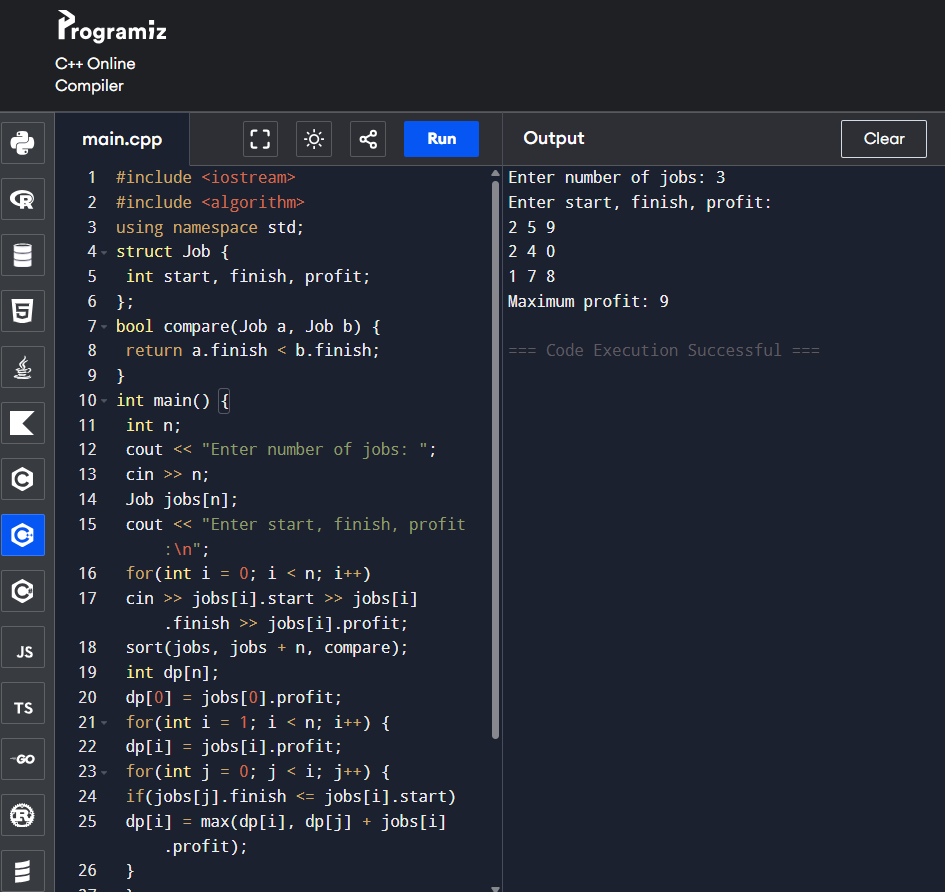 Programiz
C++ Online
Compiler
main.cpp
Run
Output
Clear
1 #include <iostream>
2 #include <algorithm>
3 using namespace std;
4 struct Job {
5 int start, finish, profit;
6 };
7 bool compare(Job a, Job b) {
8 return a.finish < b.finish;
9 }
10 int main() {
11 int n;
12 cout << "Enter number of jobs: ";
13 cin >> n;
14 Job jobs[n];
15 cout << "Enter start, finish, profit
:\n";
16 for(int i = 0; i < n; i++)
17 cin >> jobs[i].start >> jobs[i]
.finish >> jobs[i].profit;
18 sort(jobs, jobs + n, compare);
19 int dp[n];
20 dp[0] = jobs[0].profit;
21 for(int i = 1; i < n; i++) {
22 dp[i] = jobs[i].profit;
23 for(int j = 0; j < i; j++) {
24 if(jobs[j].finish <= jobs[i].start)
25 dp[i] = max(dp[i], dp[j] + jobs[i]
.profit);
26 }
Enter number of jobs: 3
Enter start, finish, profit:
2 5 9
2 4 0
1 7 8
Maximum profit: 9
=== Code Execution Successful ===
R
5
C
C
C
JS
TS
GO
R